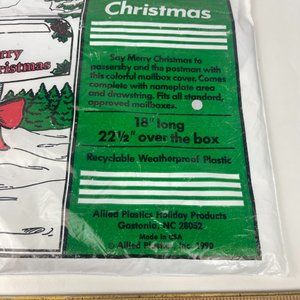 Christmas
Merry
Christmas
Say Merry Christmas to
passersby and the postman with
this colorful mailbox cover. Comes
complete with nameplate area
and drawstring. Fits all standard,
approved mailboxes.
18" long
22½" over the box
Recyclable Weatherproof Plastic
Allied Plastics Holiday Products
Gastonia, NC 28052
Made in USA
© Allied Plastics, Inc. 1990